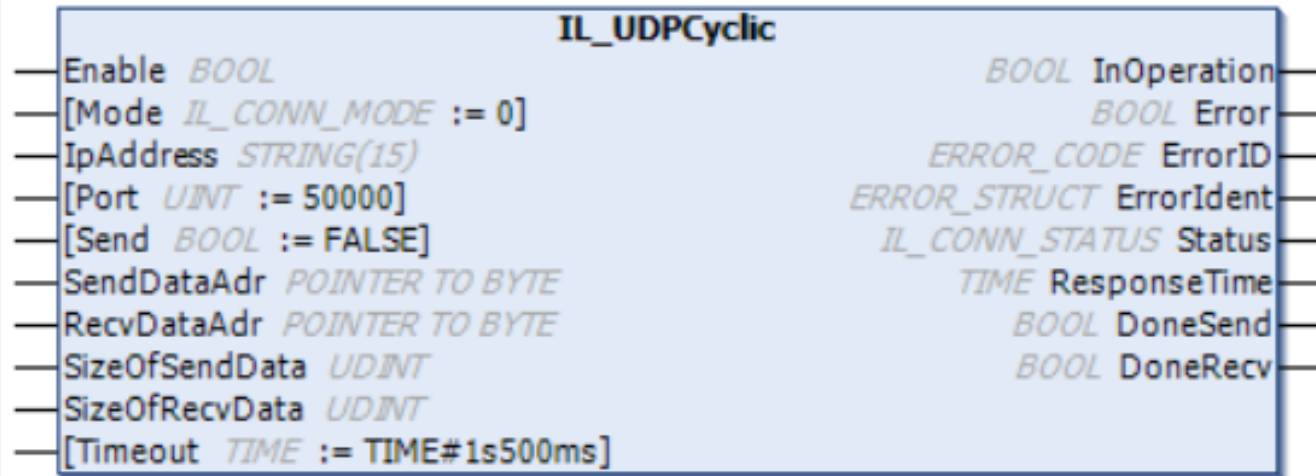 IL_UDPCyclic
Enable BOOL BOOL InOperation
[Mode IL_CONN_MODE := 0] BOOL Error
IpAddress STRING(15) ERROR_CODE ErrorID
[Port UINT := 50000] ERROR_STRUCT ErrorIdent
[Send BOOL := FALSE] IL_CONN_STATUS Status
SendDataAdr POINTER TO BYTE TIME ResponseTime
RecvDataAdr POINTER TO BYTE BOOL DoneSend
SizeOfSendData UDINT BOOL DoneRecv
SizeOfRecvData UDINT
[Timeout TIME := TIME#1s500ms]